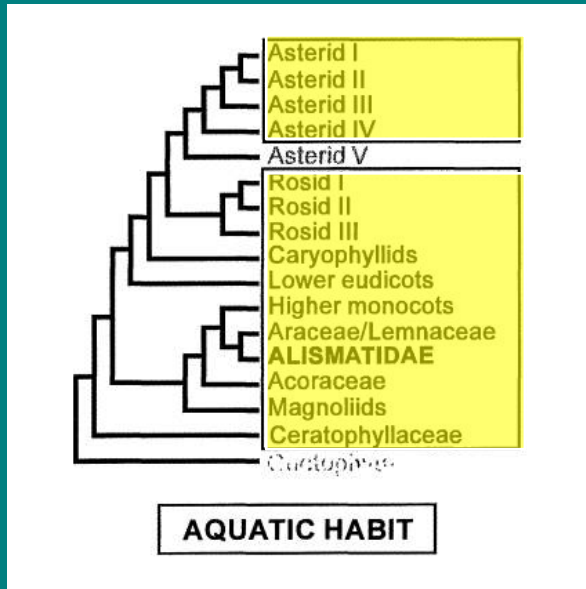 Asterid I
Asterid II
Asterid III
Asterid IV
Asterid V
Rosid I
Rosid II
Rosid III
Caryophyllids
Lower eudicots
Higher monocots
Araceae/Lemnaceae
ALISMATIDAE
Acoraceae
Magnoliids
Ceratophyllaceae
AQUATIC HABIT